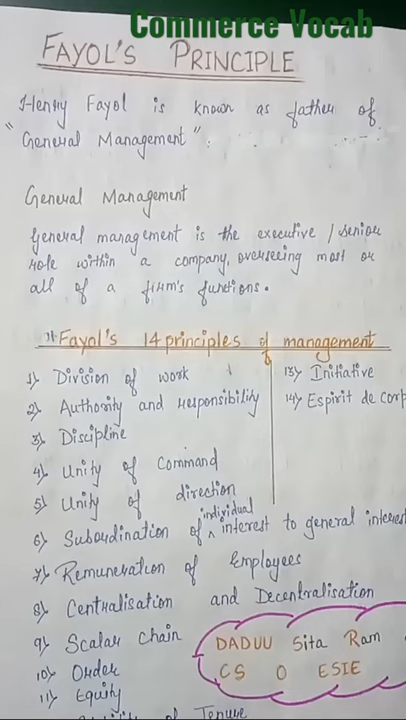 Commerce Vocab
FAYOL'S PRINCIPLE
Henry Fayol is known as father of
"General Management".
General Management
General management is the executive / senior
role within a company, overseeing most or
all of a firm's functions.
Fayol's 14 principles of management
1) Division of work
2) Authority and responsibility
3) Discipline
4) Unity of Command
5) Unity of direction
6) Subordination of individual interest to general interest
7) Remuneration of Employees
8) Centralisation and Decentralisation
9) Scalar Chain
10) Order
11) Equity
of Tenure
13) Initiative
14) Espirit de corp
DADUU Sita Ram
CS O ESIE